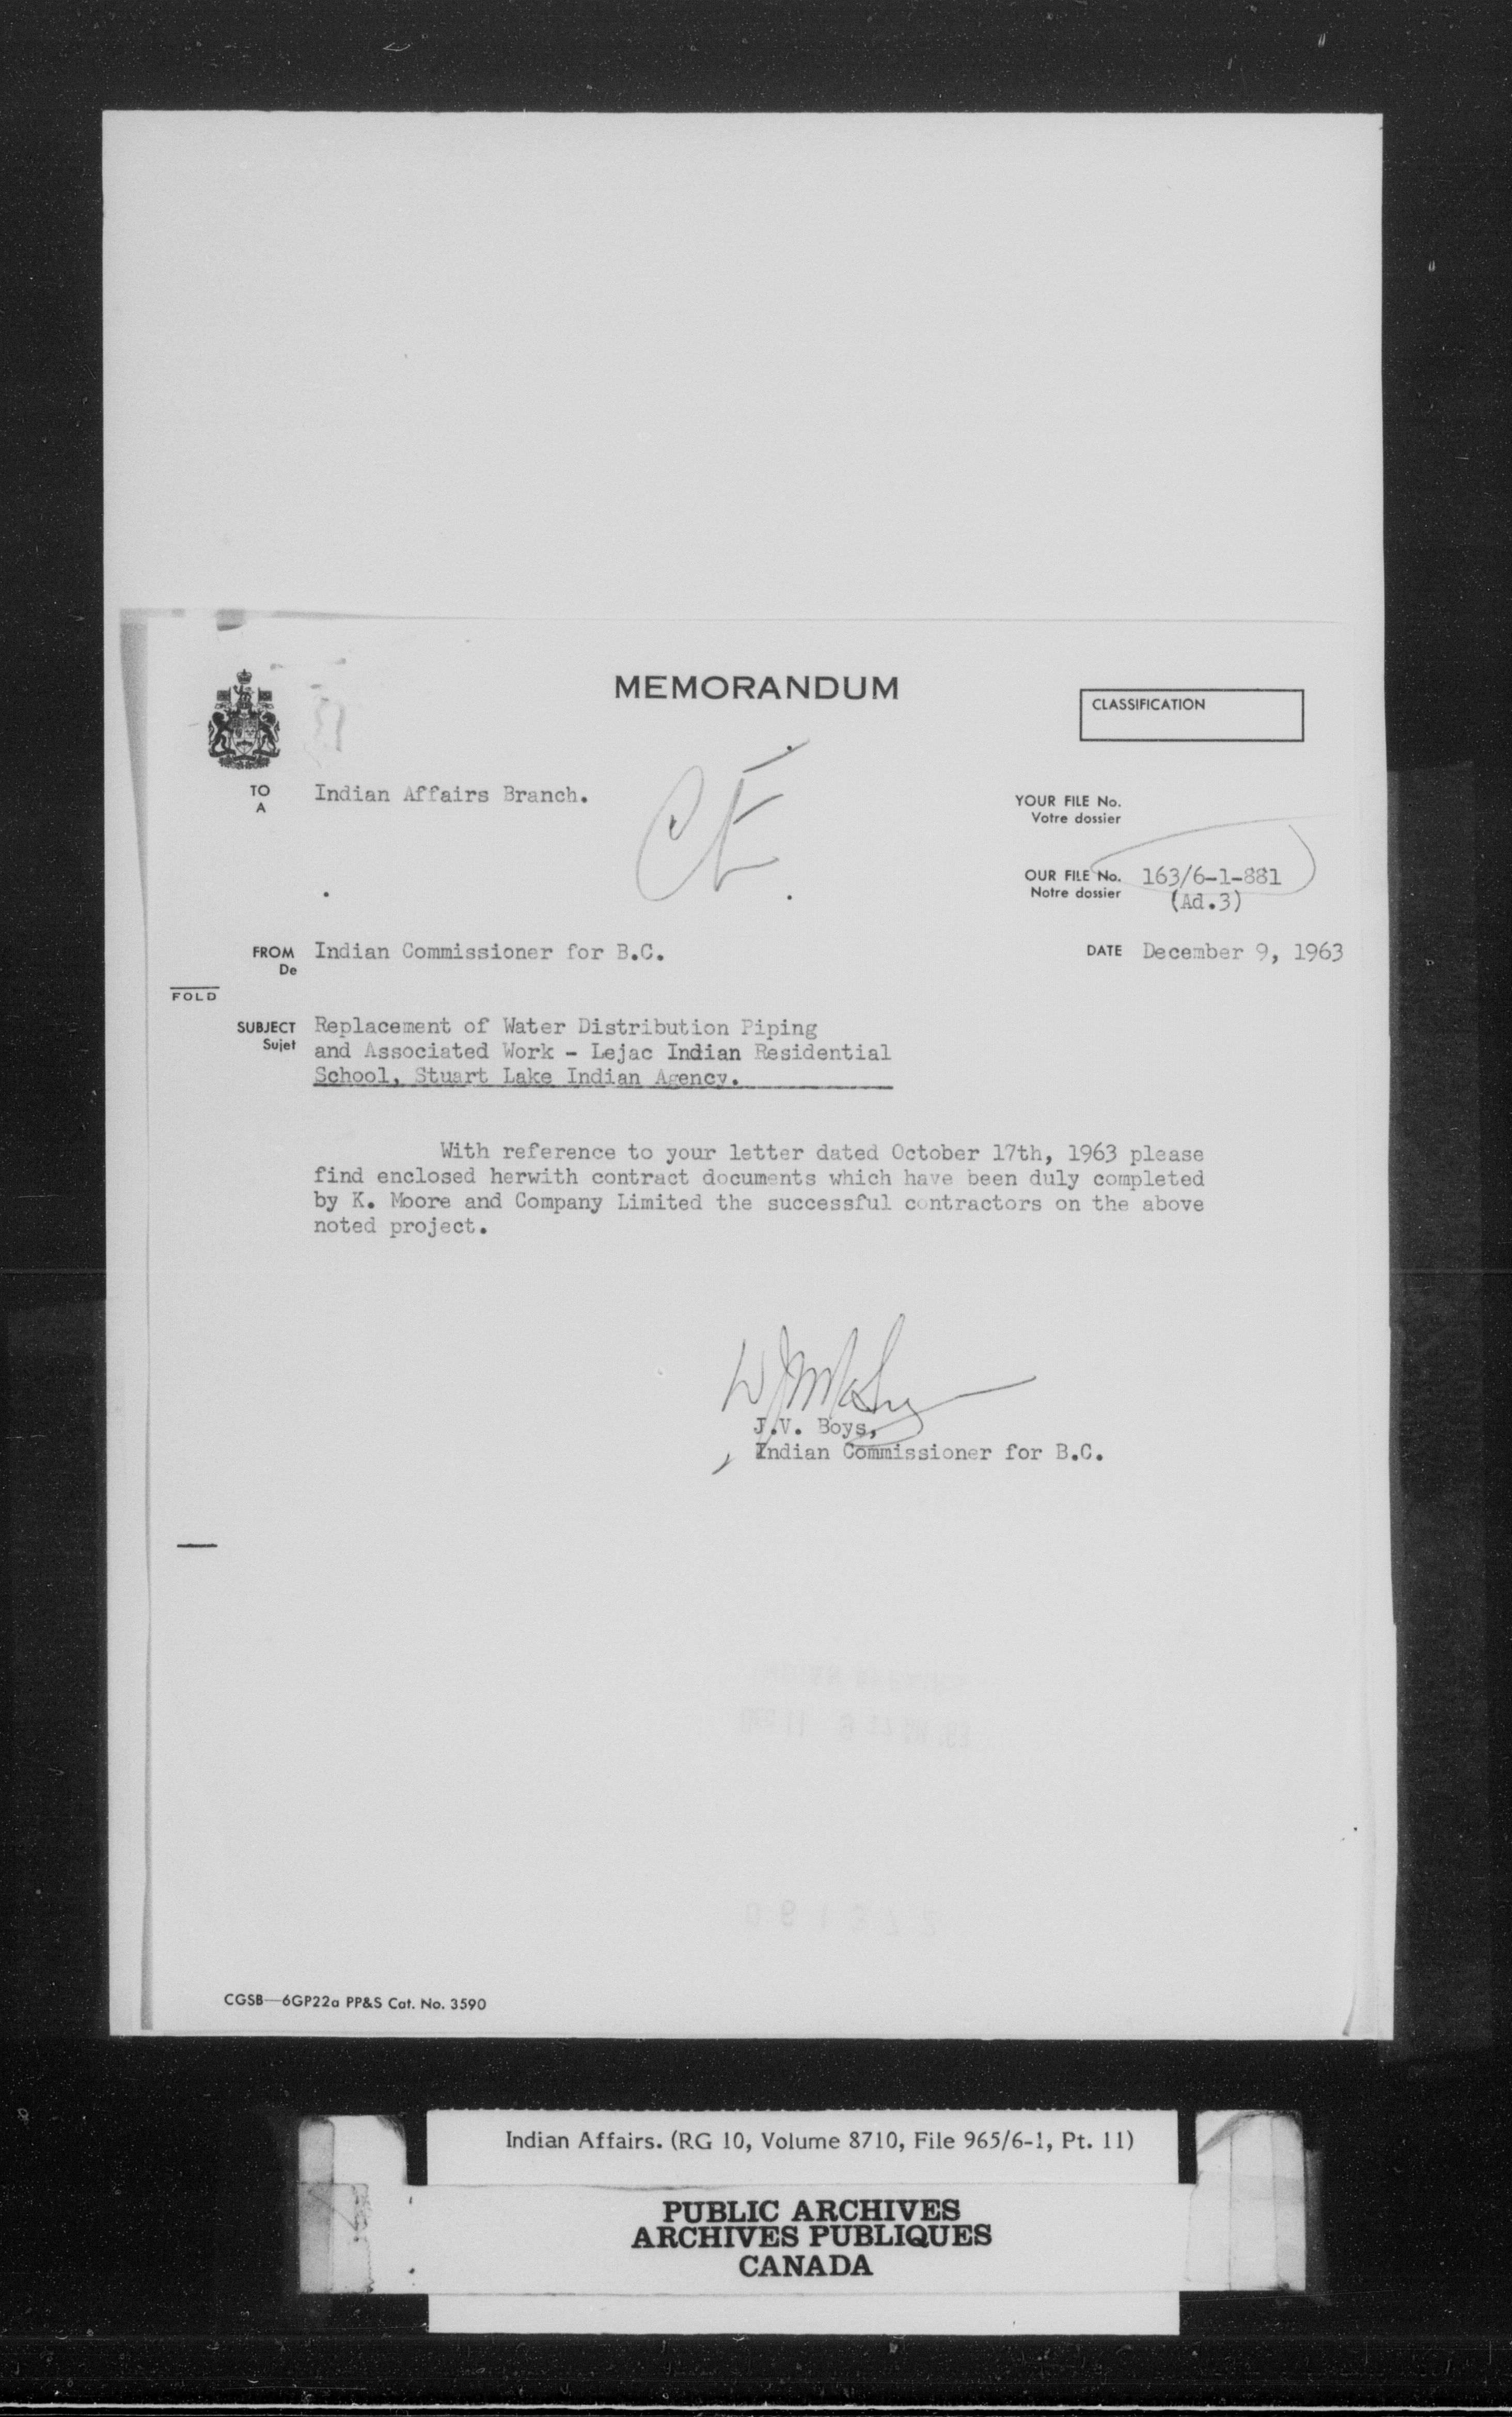 MEMORANDUM
CLASSIFICATION
TO
A
Indian Affairs Branch.
CE
YOUR FILE No.
Votre dossier
OUR FILE No. 163/6-1-881
Notre dossier (Ad.3)
FROM Indian Commissioner for B.C.
De
DATE December 9, 1963
FOLD
SUBJECT Replacement of Water Distribution Piping
Sujet and Associated Work - Lejac Indian Residential
School, Stuart Lake Indian Agency.
With reference to your letter dated October 17th, 1963 please
find enclosed herwith contract documents which have been duly completed
by K. Moore and Company Limited the successful contractors on the above
noted project.
J.V. Boys,
Indian Commissioner for B.C.
CGSB—6GP22a PP&S Cat. No. 3590
Indian Affairs. (RG 10, Volume 8710, File 965/6-1, Pt. 11)
PUBLIC ARCHIVES
ARCHIVES PUBLIQUES
CANADA